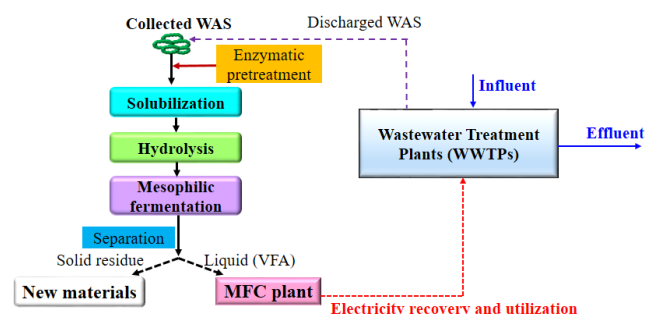 Collected WAS
Discharged WAS
Enzymatic
pretreatment
Influent
Solubilization
Wastewater Treatment
Plants (WWTPs)
Effluent
Hydrolysis
Mesophilic
fermentation
Separation
Solid residue
Liquid (VFA)
New materials
MFC plant
Electricity recovery and utilization